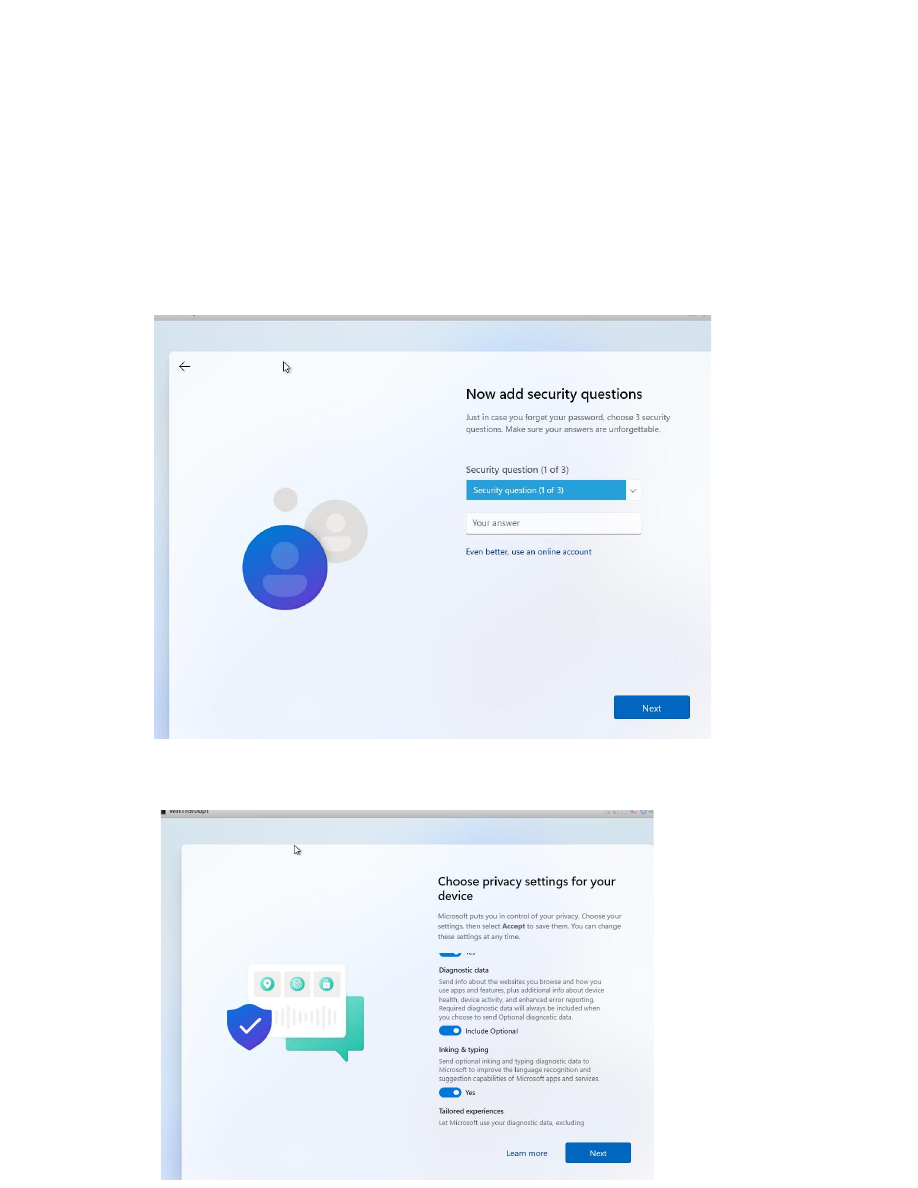 Now add security questions
Just in case you forget your password, choose 3 security
questions. Make sure your answers are unforgettable.
Security question (1 of 3)
Security question (1 of 3)
Your answer
Even better, use an online account
Next
Choose privacy settings for your
device
Microsoft puts you in control of your privacy. Choose your
settings, then select Accept to save them. You can change
these settings at any time.
Yes
Diagnostic data
Send info about the websites you browse and how you
use apps and features, plus additional info about device
health, device activity, and enhanced error reporting.
Required diagnostic data will always be included when
you choose to send Optional diagnostic data.
Include Optional
Inking & typing
Send optional inking and typing diagnostic data to
Microsoft to improve the language recognition and
suggestion capabilities of Microsoft apps and services.
Yes
Tailored experiences
Let Microsoft use your diagnostic data, excluding
Learn more
Next